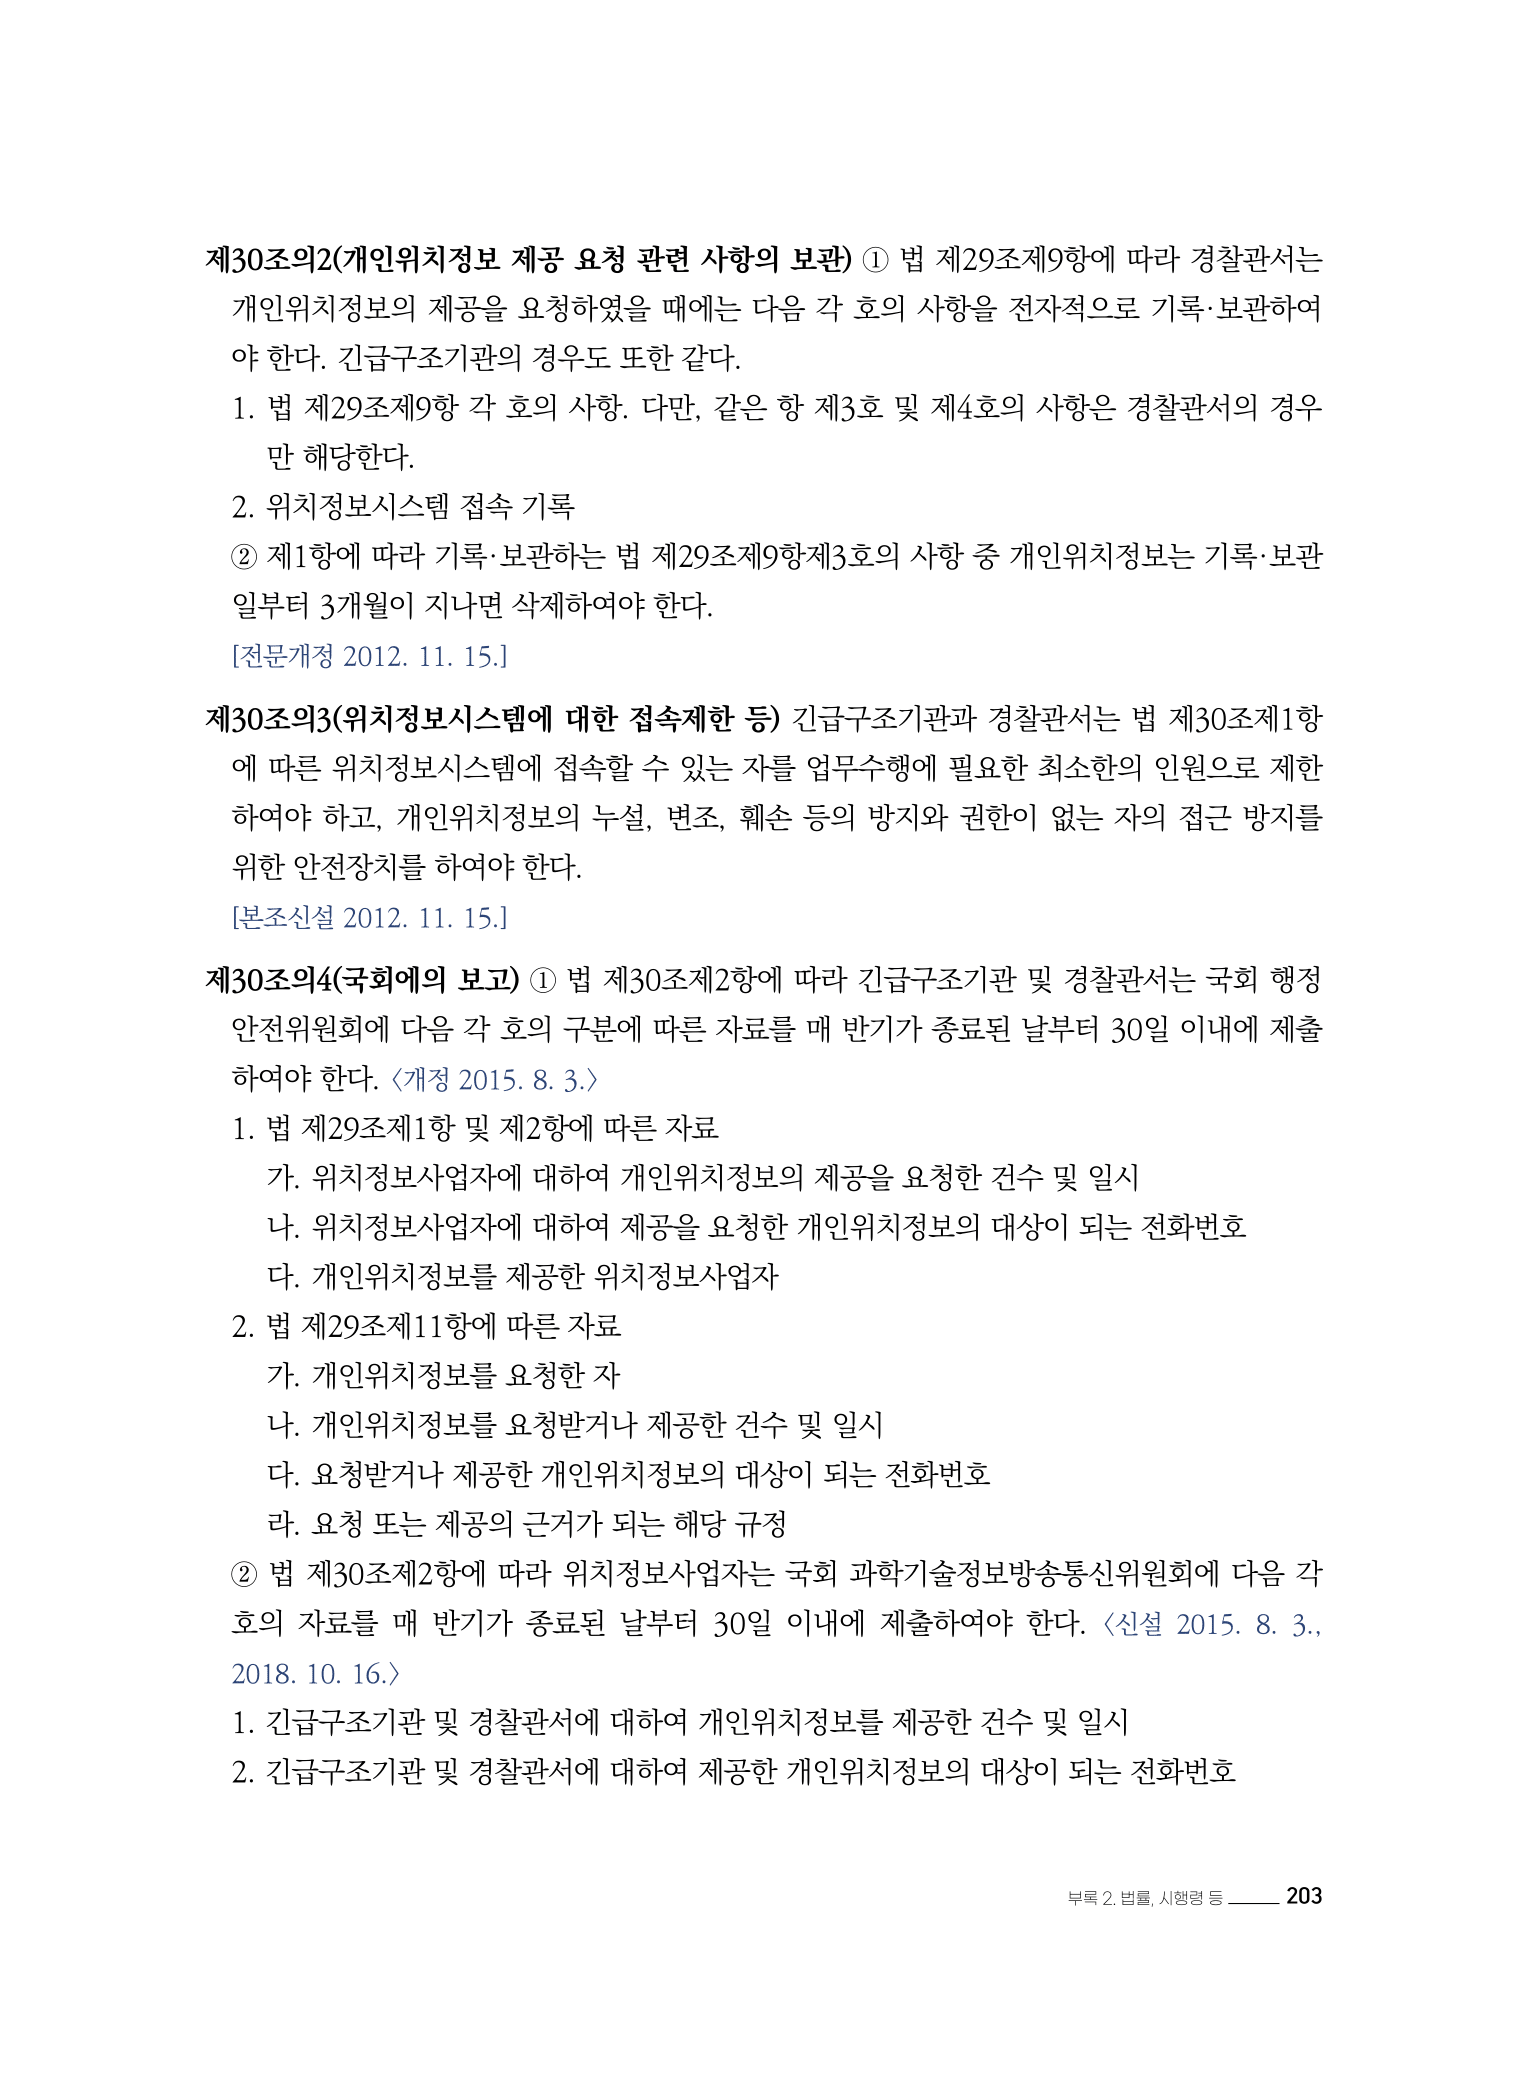 제30조의2(개인위치정보 제공 요청 관련 사항의 보관) ① 법 제29조제9항에 따라 경찰관서는
개인위치정보의 제공을 요청하였을 때에는 다음 각 호의 사항을 전자적으로 기록·보관하여
야 한다. 긴급구조기관의 경우도 또한 같다.
1. 법 제29조제9항 각 호의 사항. 다만, 같은 항 제3호 및 제4호의 사항은 경찰관서의 경우
만 해당한다.
2. 위치정보시스템 접속 기록
② 제1항에 따라 기록·보관하는 법 제29조제9항제3호의 사항 중 개인위치정보는 기록·보관
일부터 3개월이 지나면 삭제하여야 한다.
[전문개정 2012. 11. 15.]
제30조의3(위치정보시스템에 대한 접속제한 등) 긴급구조기관과 경찰관서는 법 제30조제1항
에 따른 위치정보시스템에 접속할 수 있는 자를 업무수행에 필요한 최소한의 인원으로 제한
하여야 하고, 개인위치정보의 누설, 변조, 훼손 등의 방지와 권한이 없는 자의 접근 방지를
위한 안전장치를 하여야 한다.
[본조신설 2012. 11. 15.]
제30조의4(국회에의 보고) ① 법 제30조제2항에 따라 긴급구조기관 및 경찰관서는 국회 행정
안전위원회에 다음 각 호의 구분에 따른 자료를 매 반기가 종료된 날부터 30일 이내에 제출
하여야 한다. 〈개정 2015. 8. 3.〉
1. 법 제29조제1항 및 제2항에 따른 자료
가. 위치정보사업자에 대하여 개인위치정보의 제공을 요청한 건수 및 일시
나. 위치정보사업자에 대하여 제공을 요청한 개인위치정보의 대상이 되는 전화번호
다. 개인위치정보를 제공한 위치정보사업자
2. 법 제29조제11항에 따른 자료
가. 개인위치정보를 요청한 자
나. 개인위치정보를 요청받거나 제공한 건수 및 일시
다. 요청받거나 제공한 개인위치정보의 대상이 되는 전화번호
라. 요청 또는 제공의 근거가 되는 해당 규정
② 법 제30조제2항에 따라 위치정보사업자는 국회 과학기술정보방송통신위원회에 다음 각
호의 자료를 매 반기가 종료된 날부터 30일 이내에 제출하여야 한다. 〈신설 2015. 8. 3.,
2018. 10. 16.〉
1. 긴급구조기관 및 경찰관서에 대하여 개인위치정보를 제공한 건수 및 일시
2. 긴급구조기관 및 경찰관서에 대하여 제공한 개인위치정보의 대상이 되는 전화번호
부록 2. 법률, 시행령 등 203